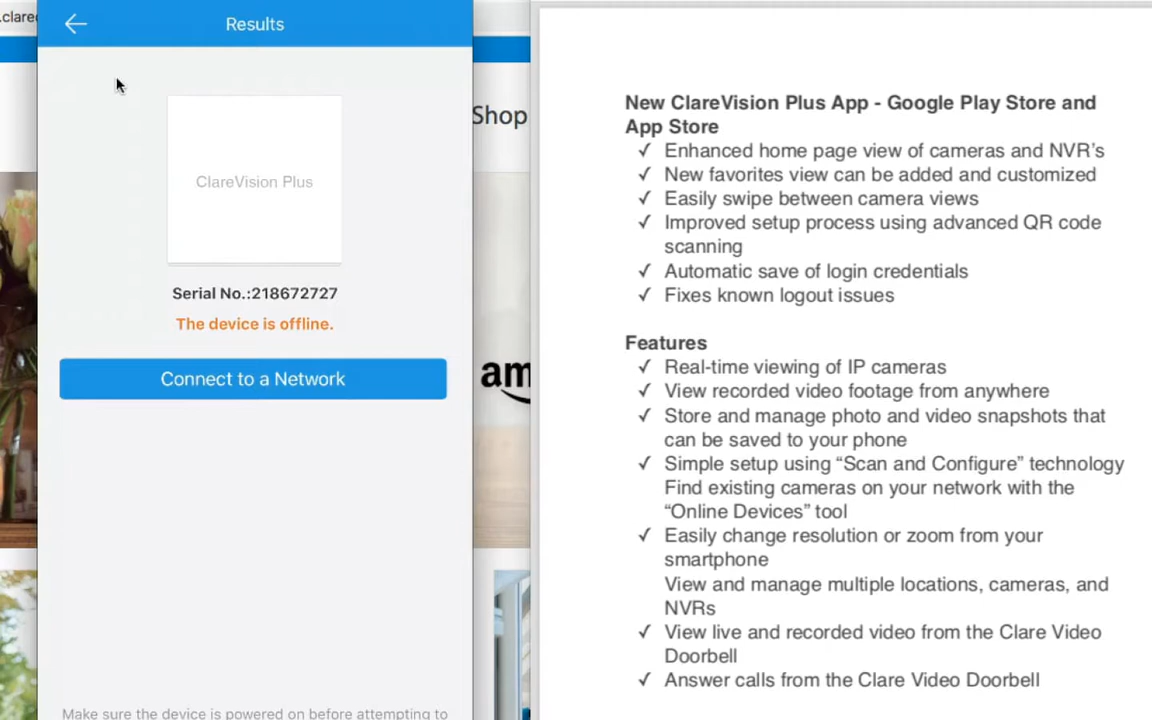 .clare
Results
Shop
ClareVision Plus
Serial No.:218672727
The device is offline.
Connect to a Network
am
Make sure the device is powered on before attempting to
New ClareVision Plus App - Google Play Store and
App Store
✓ Enhanced home page view of cameras and NVR's
✓ New favorites view can be added and customized
✓ Easily swipe between camera views
✓ Improved setup process using advanced QR code
scanning
✓ Automatic save of login credentials
✓ Fixes known logout issues
Features
✓ Real-time viewing of IP cameras
✓ View recorded video footage from anywhere
✓ Store and manage photo and video snapshots that
can be saved to your phone
✓ Simple setup using “Scan and Configure” technology
Find existing cameras on your network with the
“Online Devices” tool
✓ Easily change resolution or zoom from your
smartphone
View and manage multiple locations, cameras, and
NVRs
✓ View live and recorded video from the Clare Video
Doorbell
✓ Answer calls from the Clare Video Doorbell